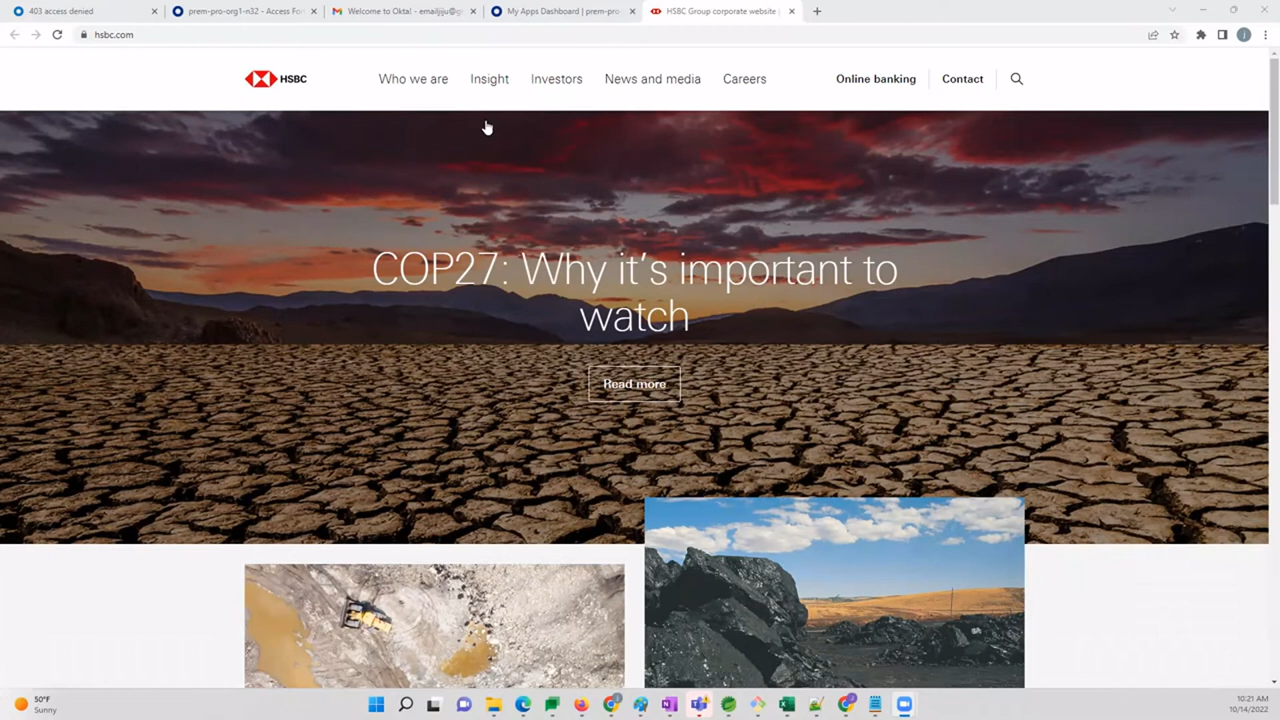 403 access denied
prem-pro-org1-n32 - Access For
Welcome to Okta! - emailjiju@g
My Apps Dashboard | prem-pro-
HSBC Group corporate website
hsbc.com
HSBC
Who we are
Insight
Investors
News and media
Careers
Online banking
Contact
COP27: Why it's important to
watch
Read more
50°F
Sunny
10:21 AM
10/14/2022